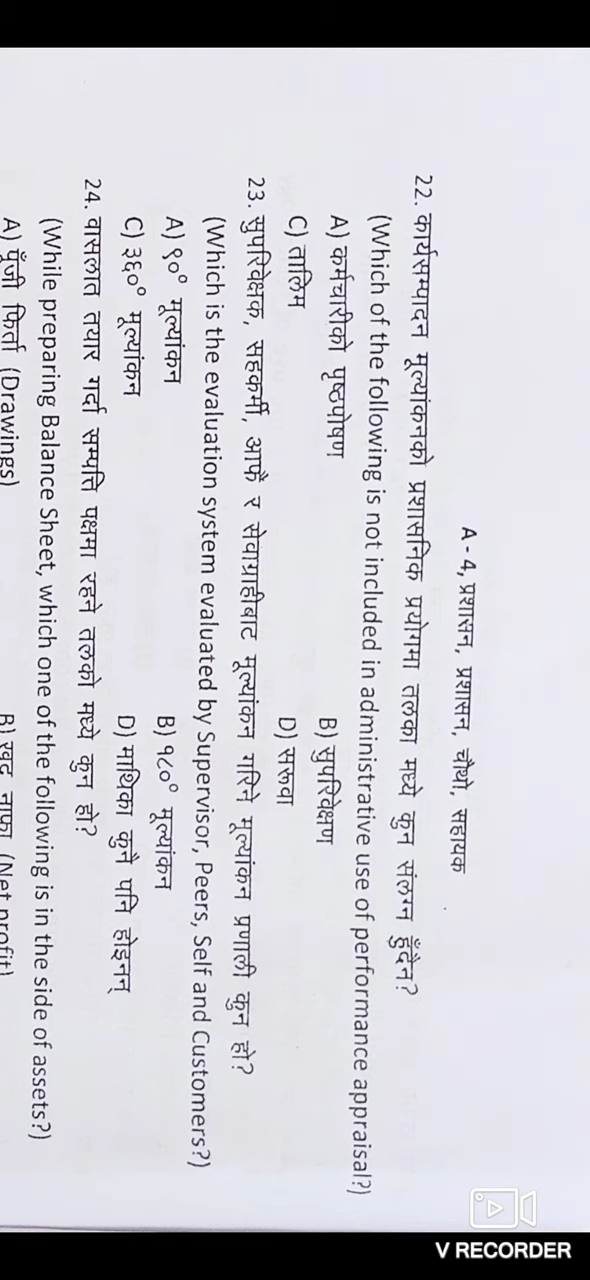 A - 4, प्रशासन, प्रशासन, चौथो, सहायक
22. कार्यसम्पादन मूल्यांकनको प्रशासनिक प्रयोगमा तलका मध्ये कुन संलग्न हुँदैन?
(Which of the following is not included in administrative use of performance appraisal?)
A) कर्मचारीको पृष्ठपोषण B) सुपरिवेक्षण
C) तालिम D) सरूवा
23. सुपरिवेक्षक, सहकर्मी, आफै र सेवाग्राहीबाट मूल्यांकन गरिने मूल्यांकन प्रणाली कुन हो?
(Which is the evaluation system evaluated by Supervisor, Peers, Self and Customers?)
A) ९०° मूल्यांकन B) १८०° मूल्यांकन
C) ३६०° मूल्यांकन D) माथिका कुनै पनि होइनन्
24. वासलात तयार गर्दा सम्पत्ति पक्षमा रहने तलको मध्ये कुन हो?
(While preparing Balance Sheet, which one of the following is in the side of assets?)
A) पूँजी फिर्ता (Drawings) B) खुद नाफा (Net profit)
V RECORDER